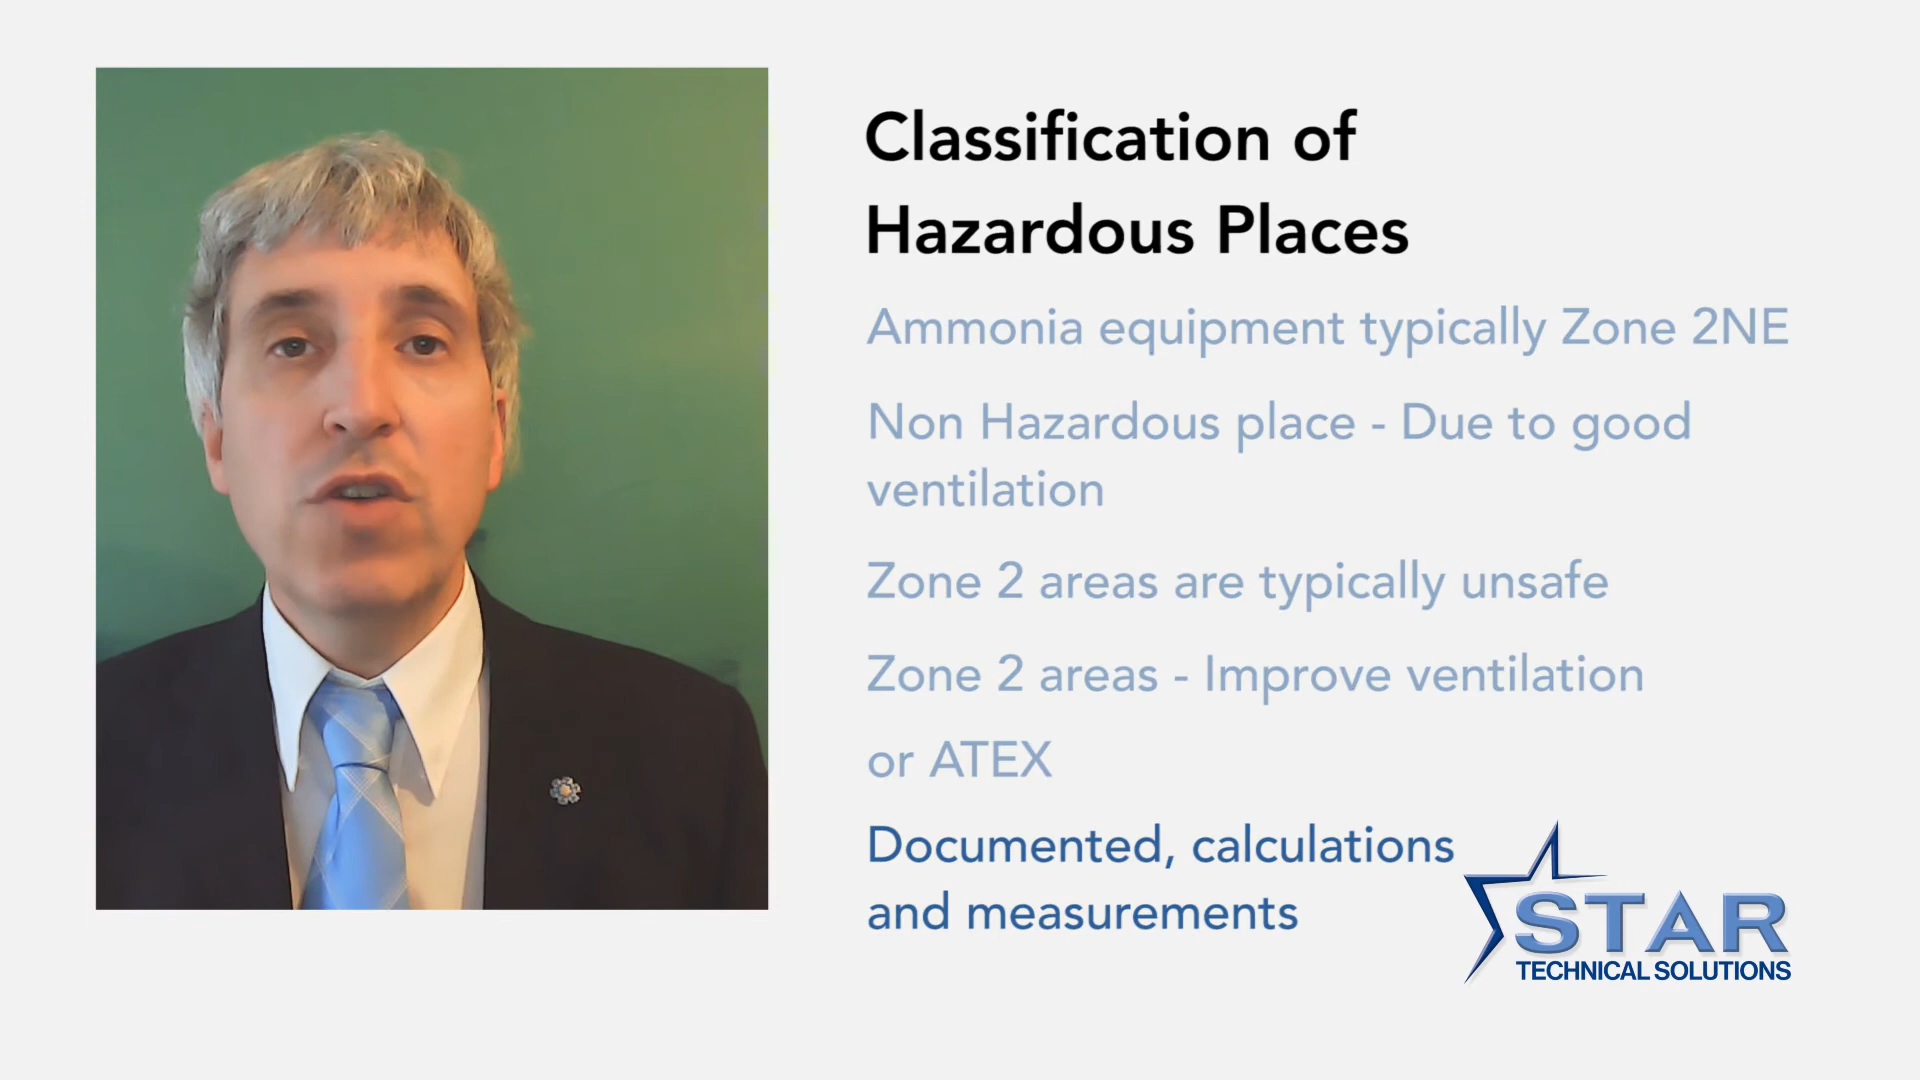 Classification of
Hazardous Places
Ammonia equipment typically Zone 2NE
Non Hazardous place - Due to good
ventilation
Zone 2 areas are typically unsafe
Zone 2 areas - Improve ventilation
or ATEX
Documented, calculations
and measurements
STAR
TECHNICAL SOLUTIONS